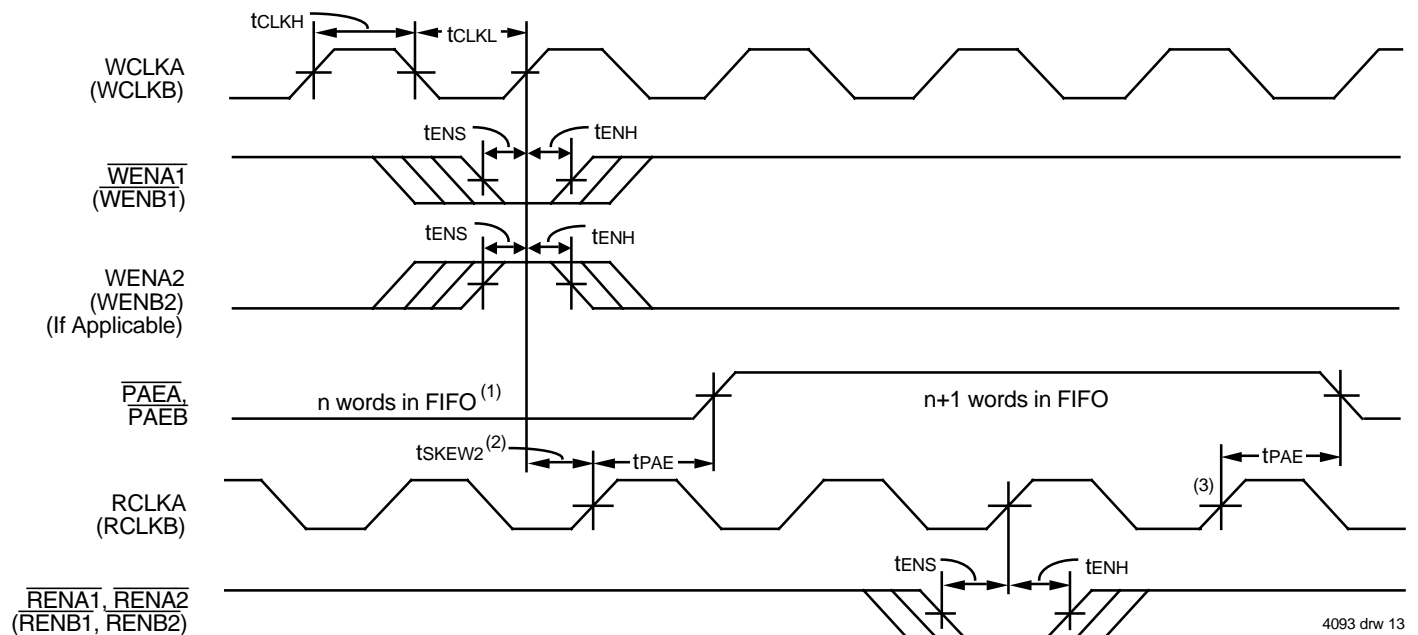 tCLKH
tCLKL
WCLKA
(WCLKB)
tENS
tENH
WENA1
(WENB1)
tENS
tENH
WENA2
(WENB2)
(If Applicable)
PAEA,
PAEB
n words in FIFO (1)
n+1 words in FIFO
tSKEW2 (2)
tPAE
tPAE
RCLKA
(RCLKB)
(3)
tENS
tENH
RENA1, RENA2
(RENB1, RENB2)
4093 drw 13